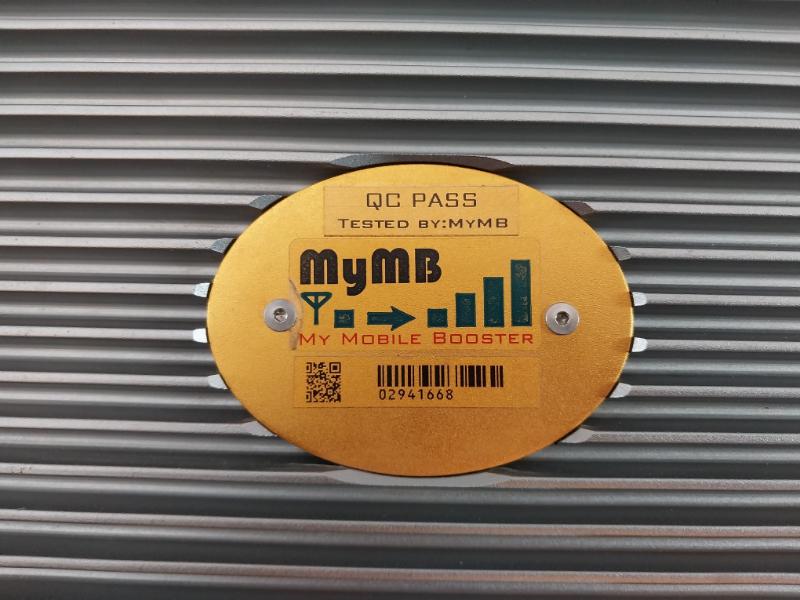 QC PASS
TESTED BY:MYMB
MyMB
MY MOBILE BOOSTER
02941668